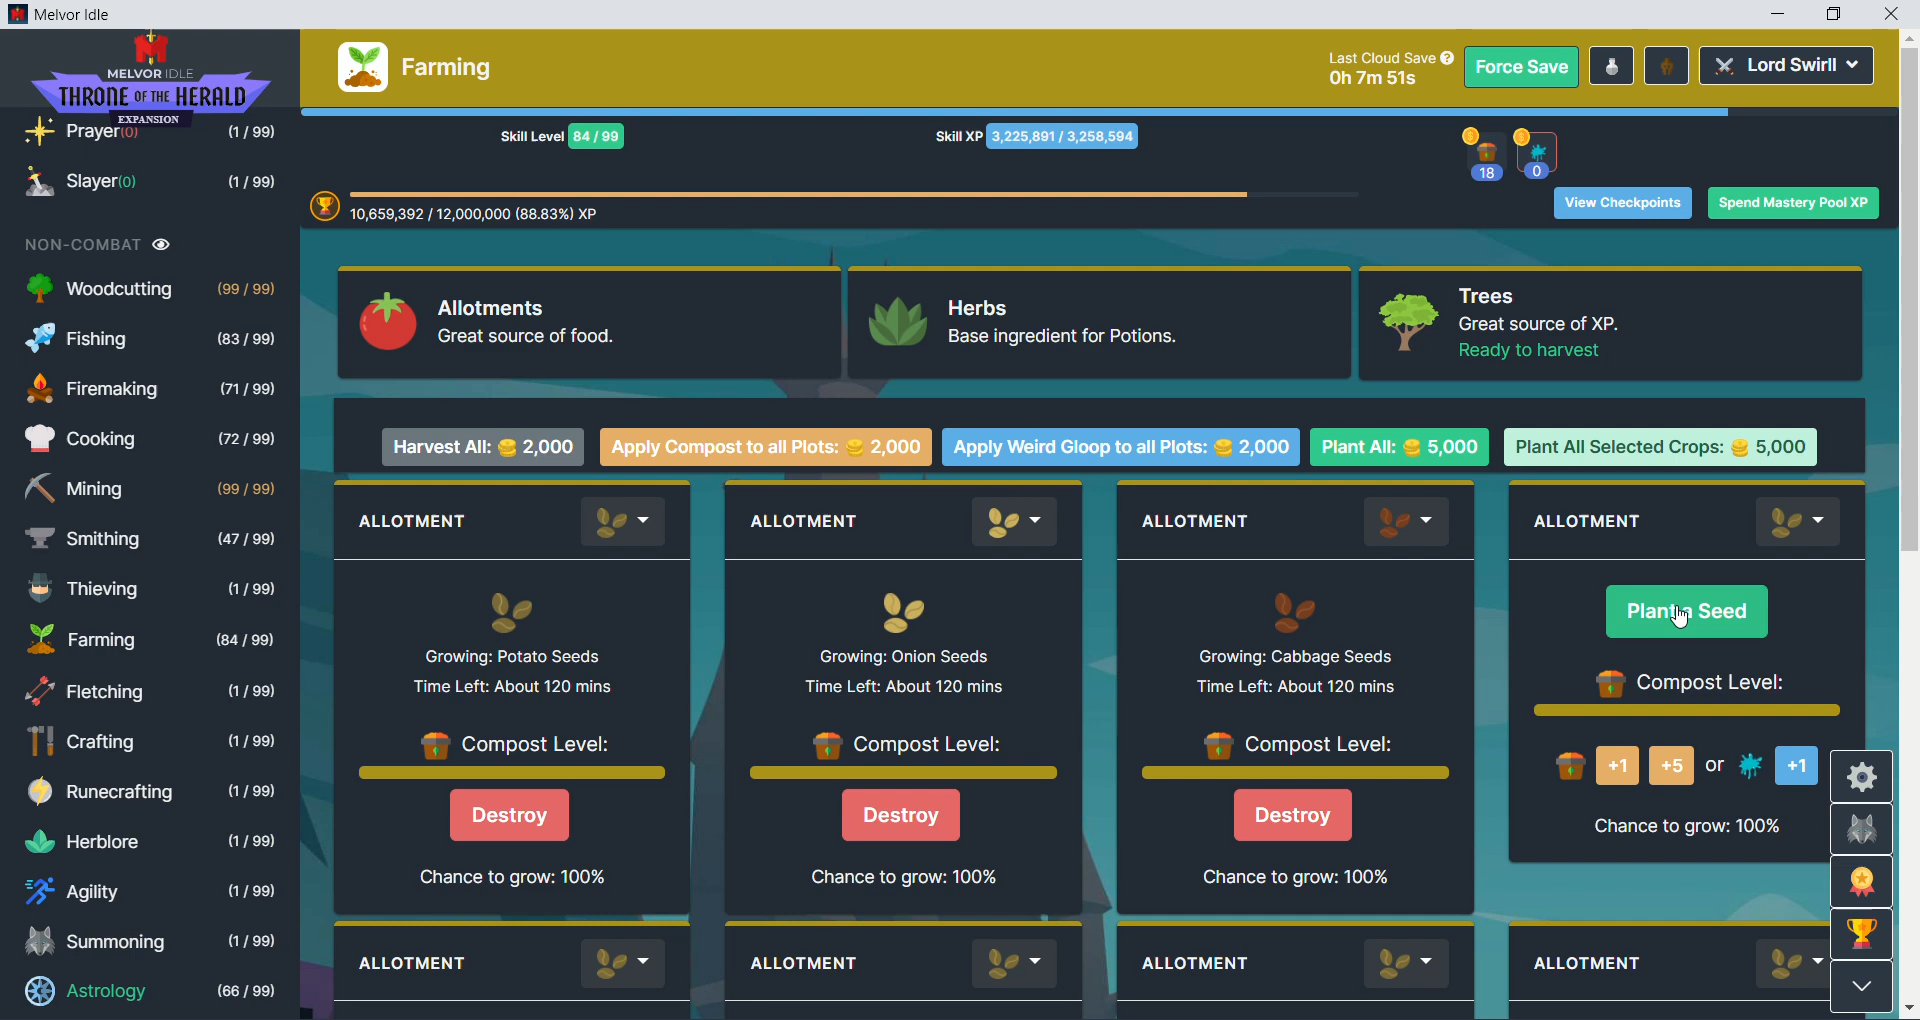 Melvor Idle
MELVOR IDLE
THRONE OF THE HERALD
EXPANSION
Farming
Last Cloud Save
0h 7m 51s
Force Save
Lord Swirll
Prayer(0) (1 / 99)
Slayer(0) (1 / 99)
NON-COMBAT
Woodcutting (99 / 99)
Fishing (83 / 99)
Firemaking (71 / 99)
Cooking (72 / 99)
Mining (99 / 99)
Smithing (47 / 99)
Thieving (1 / 99)
Farming (84 / 99)
Fletching (1 / 99)
Crafting (1 / 99)
Runecrafting (1 / 99)
Herblore (1 / 99)
Agility (1 / 99)
Summoning (1 / 99)
Astrology (66 / 99)
Skill Level 84 / 99
Skill XP 3,225,891 / 3,258,594
18
0
10,659,392 / 12,000,000 (88.83%) XP
View Checkpoints
Spend Mastery Pool XP
Allotments
Great source of food.
Herbs
Base ingredient for Potions.
Trees
Great source of XP.
Ready to harvest
Harvest All: 2,000
Apply Compost to all Plots: 2,000
Apply Weird Gloop to all Plots: 2,000
Plant All: 5,000
Plant All Selected Crops: 5,000
ALLOTMENT
Growing: Potato Seeds
Time Left: About 120 mins
Compost Level:
Destroy
Chance to grow: 100%
ALLOTMENT
Growing: Onion Seeds
Time Left: About 120 mins
Compost Level:
Destroy
Chance to grow: 100%
ALLOTMENT
Growing: Cabbage Seeds
Time Left: About 120 mins
Compost Level:
Destroy
Chance to grow: 100%
ALLOTMENT
Plant a Seed
Compost Level:
+1 +5 or +1
Chance to grow: 100%
ALLOTMENT
ALLOTMENT
ALLOTMENT
ALLOTMENT